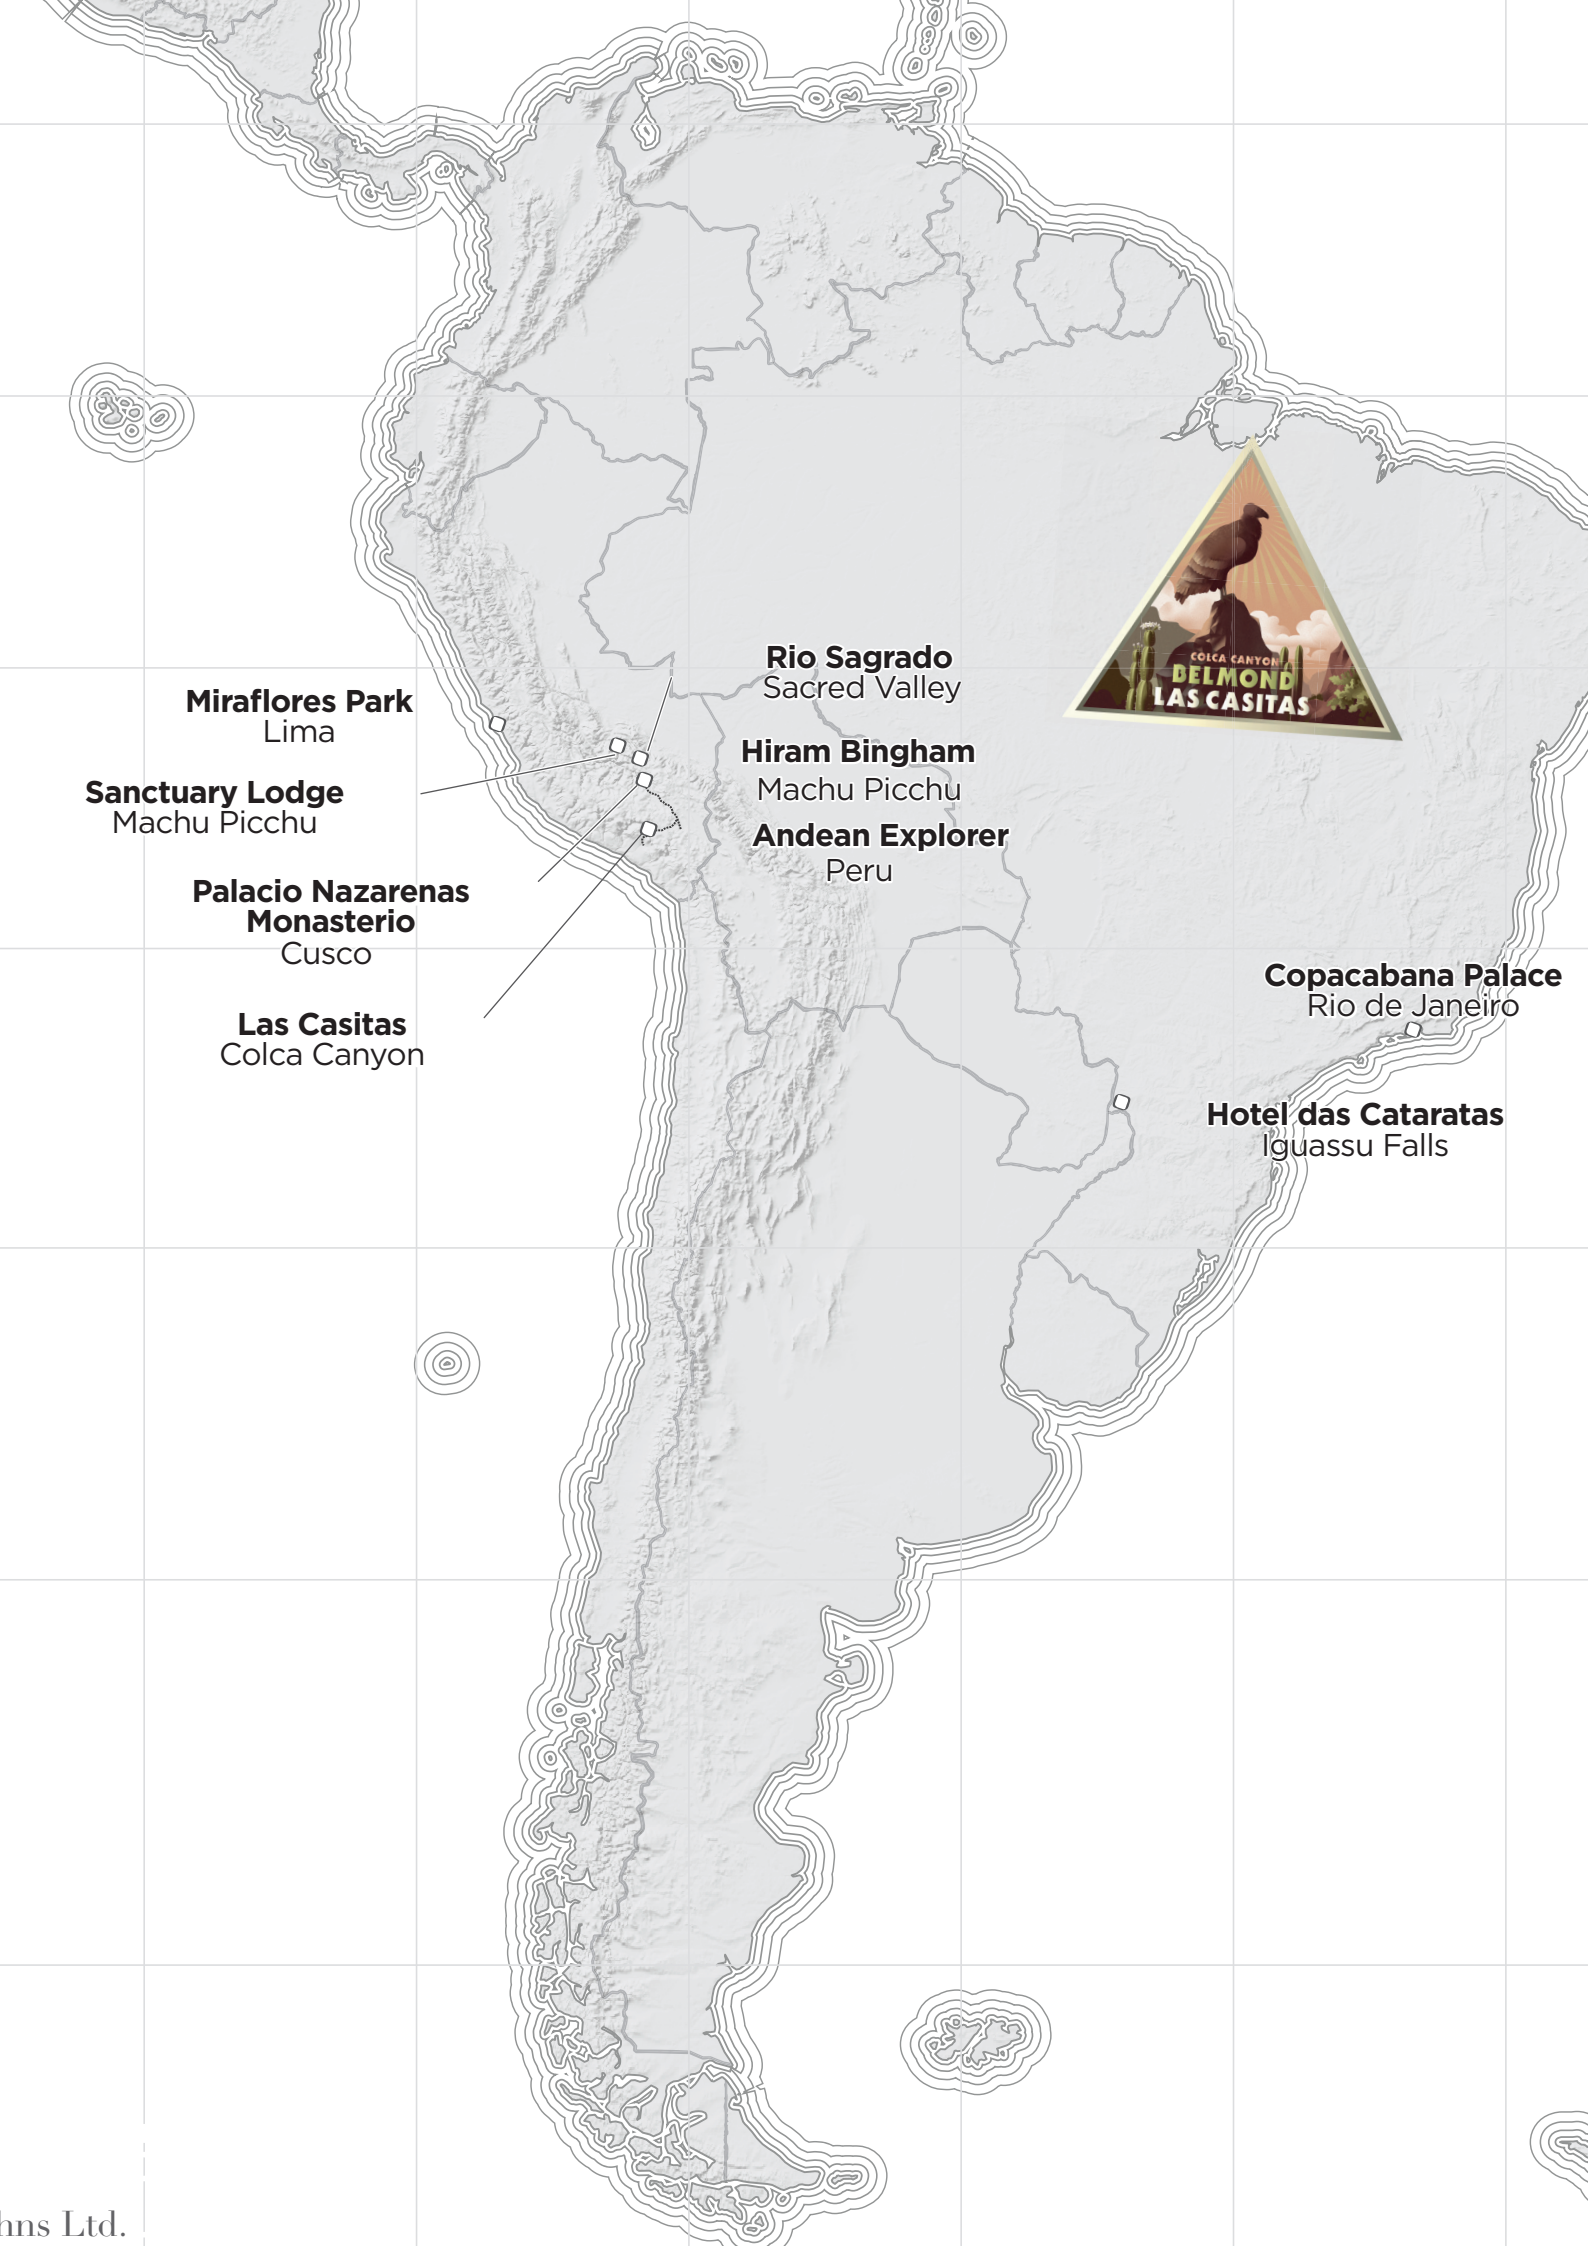 Rio Sagrado
Sacred Valley
COLCA CANYON
BELMOND
LAS CASITAS
Miraflores Park
Lima
Hiram Bingham
Machu Picchu
Sanctuary Lodge
Machu Picchu
Andean Explorer
Peru
Palacio Nazarenas
Monasterio
Cusco
Copacabana Palace
Rio de Janeiro
Las Casitas
Colca Canyon
Hotel das Cataratas
Iguassu Falls
Ltd.